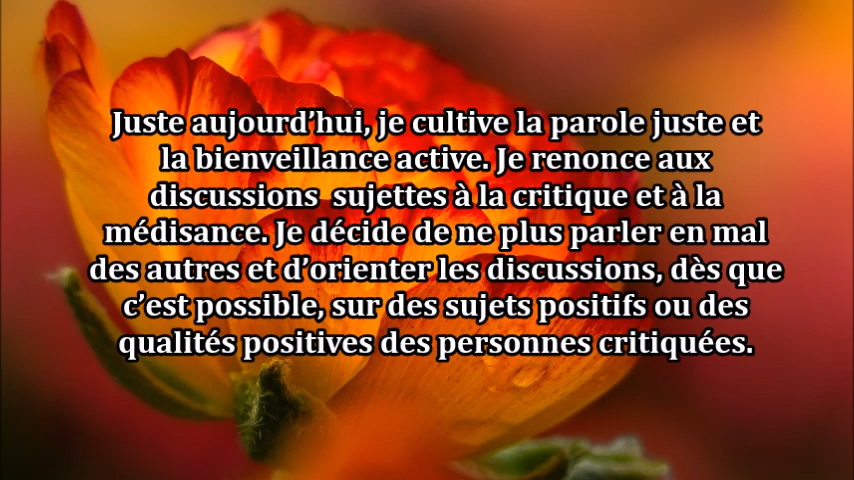 Juste aujourd’hui, je cultive la parole juste et
la bienveillance active. Je renonce aux
discussions  sujettes à la critique et à la
médisance. Je décide de ne plus parler en mal
des autres et d’orienter les discussions, dès que
c’est possible, sur des sujets positifs ou des
qualités positives des personnes critiquées.